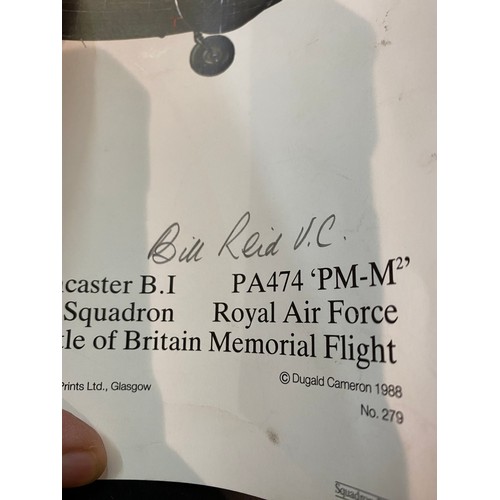 Bill Reid V.C.
caster B.I PA474 'PM-M²'
Squadron Royal Air Force
tle of Britain Memorial Flight
Prints Ltd., Glasgow
© Dugald Cameron 1988
No. 279
Squadron